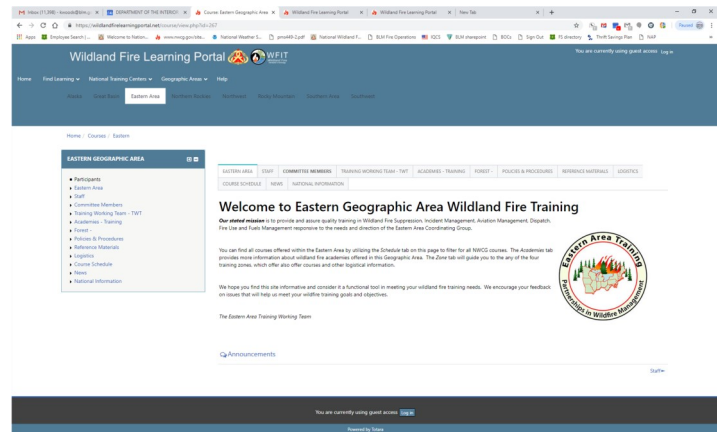 M Inbox (11,398)
DEPARTMENT OF THE INTERIOR
Course: Eastern Geographic Area
Wildland Fire Learning Portal
Wildland Fire Learning Portal
New Tab
https://wildlandfirelearningportal.net/course/view.php?id=267
Paused
Apps
Employee Search |...
Welcome to Nation...
www.nwcg.gov/site...
National Weather S...
pms449-2.pdf
National Wildland F...
BLM Fire Operations
IQCS
BLM sharepoint
BOCs
Sign Out
FS directory
Thrift Savings Plan
NAP
Wildland Fire Learning Portal WFIT
You are currently using guest access Log in
Home Find Learning National Training Centers Geographic Areas Help
Alaska Great Basin Eastern Area Northern Rockies Northwest Rocky Mountain Southern Area Southwest
Home / Courses / Eastern
EASTERN GEOGRAPHIC AREA
Participants
Eastern Area
Staff
Committee Members
Training Working Team - TWT
Academies - Training
Forest -
Policies & Procedures
Reference Materials
Logistics
Course Schedule
News
National Information
EASTERN AREA STAFF COMMITTEE MEMBERS TRAINING WORKING TEAM - TWT ACADEMIES - TRAINING FOREST - POLICIES & PROCEDURES REFERENCE MATERIALS LOGISTICS
COURSE SCHEDULE NEWS NATIONAL INFORMATION
Welcome to Eastern Geographic Area Wildland Fire Training
Our stated mission is to provide and assure quality training in Wildland Fire Suppression, Incident Management, Aviation Management, Dispatch,
Fire Use and Fuels Management responsive to the needs and direction of the Eastern Area Coordinating Group.
You can find all courses offered within the Eastern Area by utilizing the Schedule tab on this page to filter for all NWCG courses. The Academies tab
provides more information about wildland fire academies offered in this Geographic Area. The Zone tab will guide you to the any of the four
training zones, which offer also offer courses and other logistical information.
We hope you find this site informative and consider it a functional tool in meeting your wildland fire training needs. We encourage your feedback
on issues that will help us meet your wildfire training goals and objectives.
The Eastern Area Training Working Team
Eastern Area Training
Partnerships in Wildfire Management
Announcements
Staff
You are currently using guest access Log in
Powered by Totara